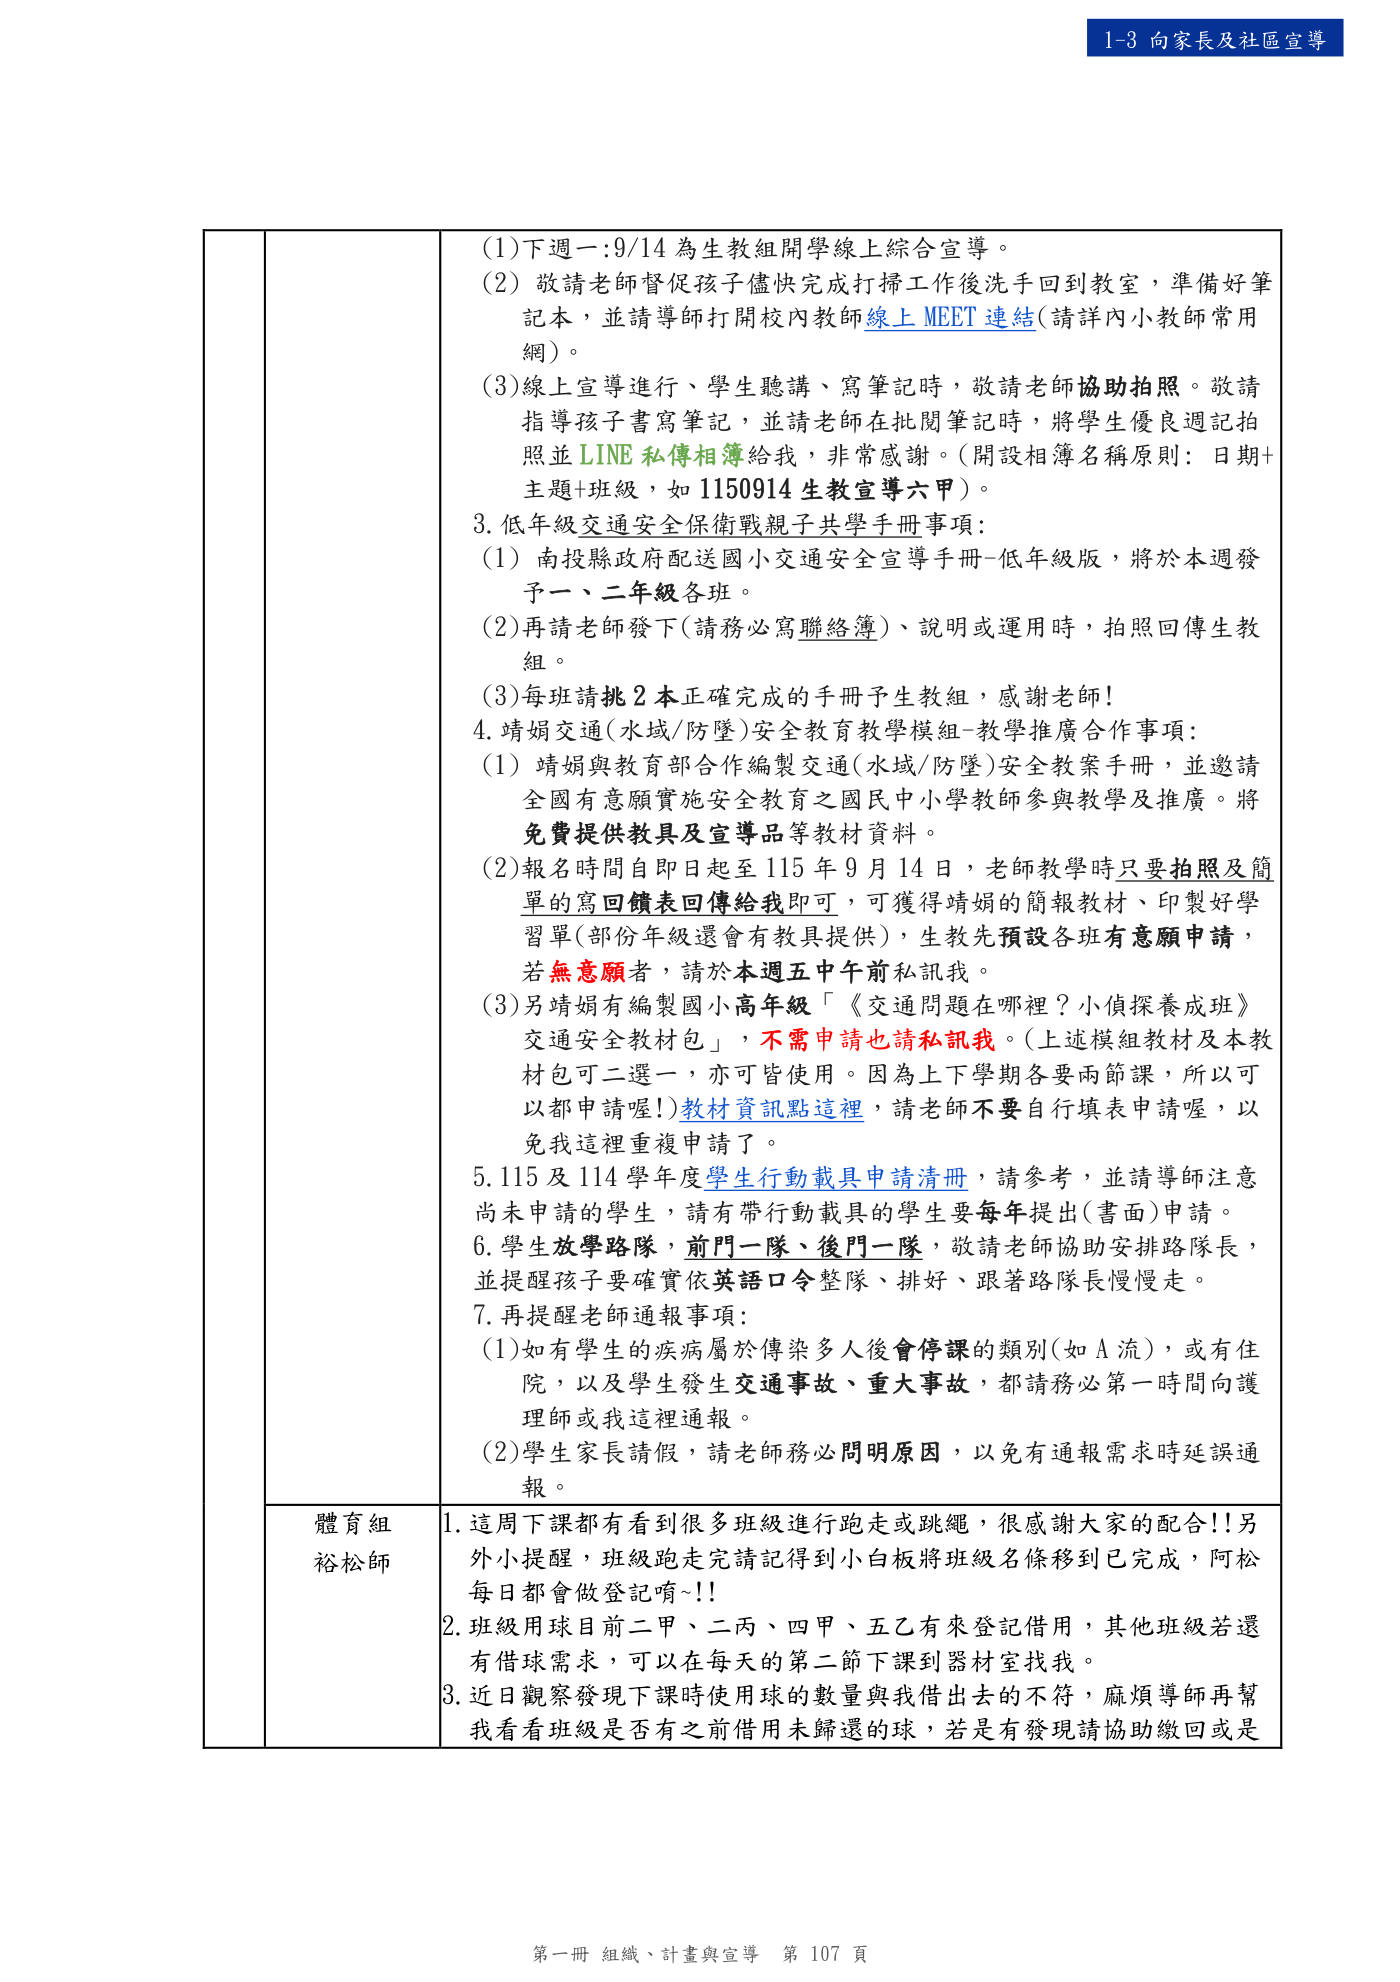 1-3 向家長及社區宣導
(1)下週一:9/14 為生教組開學線上綜合宣導。
(2) 敬請老師督促孩子儘快完成打掃工作後洗手回到教室，準備好筆
記本，並請導師打開校內教師線上 MEET 連結(請詳內小教師常用
網)。
(3)線上宣導進行、學生聽講、寫筆記時，敬請老師協助拍照。敬請
指導孩子書寫筆記，並請老師在批閱筆記時，將學生優良週記拍
照並 LINE 私傳相簿給我，非常感謝。(開設相簿名稱原則: 日期+
主題+班級，如 1150914 生教宣導六甲)。
3.低年級交通安全保衛戰親子共學手冊事項:
(1) 南投縣政府配送國小交通安全宣導手冊-低年級版，將於本週發
予一、二年級各班。
(2)再請老師發下(請務必寫聯絡簿)、說明或運用時，拍照回傳生教
組。
(3)每班請挑 2 本正確完成的手冊予生教組，感謝老師!
4.靖娟交通(水域/防墜)安全教育教學模組-教學推廣合作事項:
(1) 靖娟與教育部合作編製交通(水域/防墜)安全教案手冊，並邀請
全國有意願實施安全教育之國民中小學教師參與教學及推廣。將
免費提供教具及宣導品等教材資料。
(2)報名時間自即日起至 115 年 9 月 14 日，老師教學時只要拍照及簡
單的寫回饋表回傳給我即可，可獲得靖娟的簡報教材、印製好學
習單(部份年級還會有教具提供)，生教先預設各班有意願申請，
若無意願者，請於本週五中午前私訊我。
(3)另靖娟有編製國小高年級「《交通問題在哪裡？小偵探養成班》
交通安全教材包」，不需申請也請私訊我。(上述模組教材及本教
材包可二選一，亦可皆使用。因為上下學期各要兩節課，所以可
以都申請喔!)教材資訊點這裡，請老師不要自行填表申請喔，以
免我這裡重複申請了。
5.115 及 114 學年度學生行動載具申請清冊，請參考，並請導師注意
尚未申請的學生，請有帶行動載具的學生要每年提出(書面)申請。
6.學生放學路隊，前門一隊、後門一隊，敬請老師協助安排路隊長，
並提醒孩子要確實依英語口令整隊、排好、跟著路隊長慢慢走。
7.再提醒老師通報事項:
(1)如有學生的疾病屬於傳染多人後會停課的類別(如 A 流)，或有住
院，以及學生發生交通事故、重大事故，都請務必第一時間向護
理師或我這裡通報。
(2)學生家長請假，請老師務必問明原因，以免有通報需求時延誤通
報。
體育組
裕松師
1.這周下課都有看到很多班級進行跑走或跳繩，很感謝大家的配合!!另
外小提醒，班級跑走完請記得到小白板將班級名條移到已完成，阿松
每日都會做登記唷~!!
2.班級用球目前二甲、二丙、四甲、五乙有來登記借用，其他班級若還
有借球需求，可以在每天的第二節下課到器材室找我。
3.近日觀察發現下課時使用球的數量與我借出去的不符，麻煩導師再幫
我看看班級是否有之前借用未歸還的球，若是有發現請協助繳回或是
第一冊 組織、計畫與宣導 第 107 頁